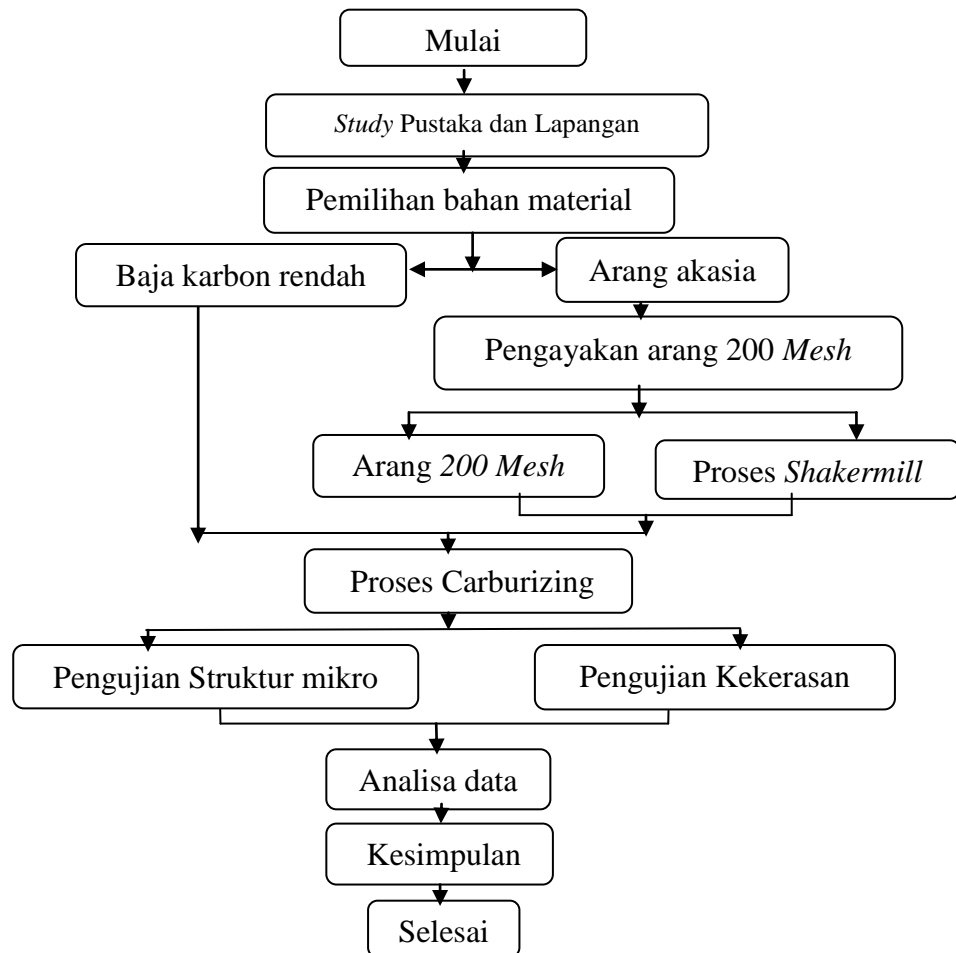 Mulai
Study Pustaka dan Lapangan
Pemilihan bahan material
Baja karbon rendah
Arang akasia
Pengayakan arang 200 Mesh
Arang 200 Mesh
Proses Shakermill
Proses Carburizing
Pengujian Struktur mikro
Pengujian Kekerasan
Analisa data
Kesimpulan
Selesai